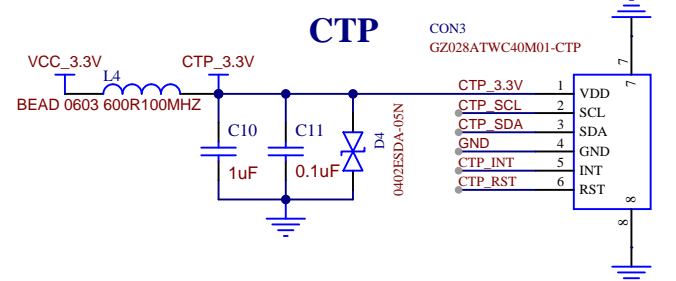 CTP
CON3
GZ028ATWC40M01-CTP
VCC_3.3V
L4
BEAD 0603 600R100MHZ
CTP_3.3V
C10
1uF
C11
0.1uF
D4
0402ESDA-05N
CTP_3.3V 1 VDD
CTP_SCL 2 SCL
CTP_SDA 3 SDA
GND 4 GND
CTP_INT 5 INT
CTP_RST 6 RST
7
7
8
8